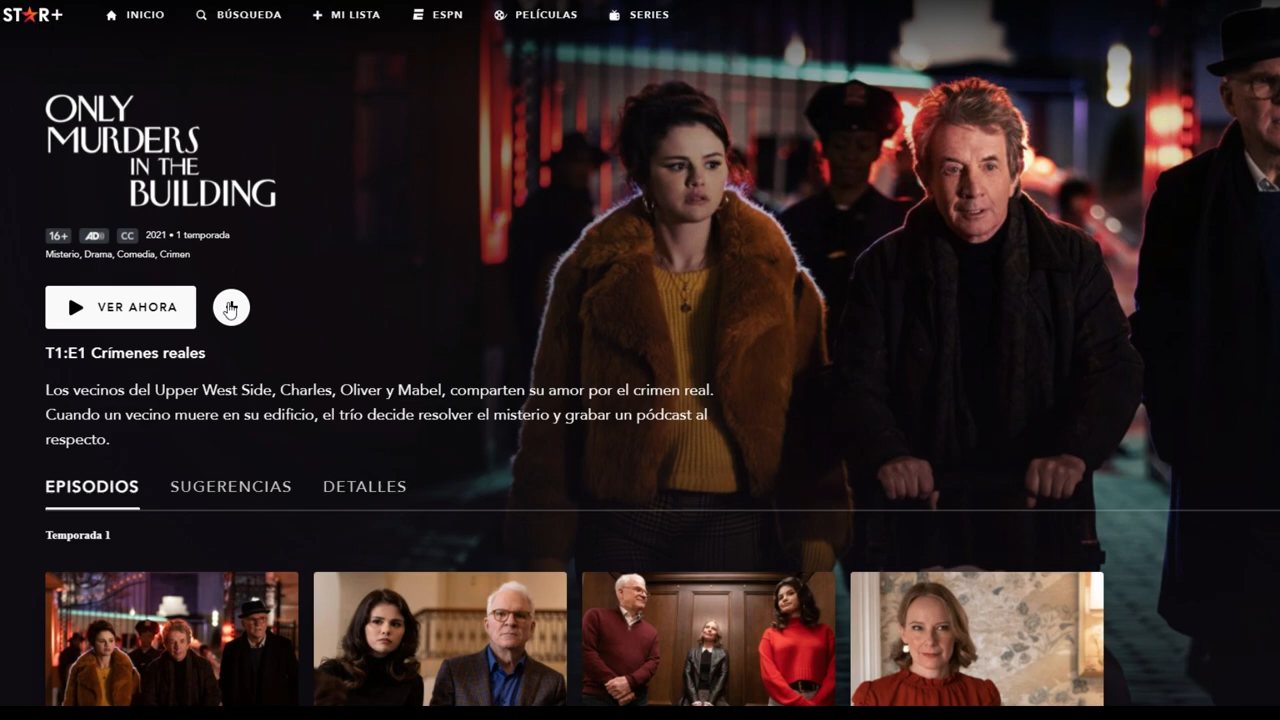 ST★R+
INICIO
BÚSQUEDA
MI LISTA
ESPN
PELÍCULAS
SERIES
ONLY
MURDERS
IN THE
BUILDING
16+ AD CC 2021 • 1 temporada
Misterio, Drama, Comedia, Crimen
VER AHORA
T1:E1 Crímenes reales
Los vecinos del Upper West Side, Charles, Oliver y Mabel, comparten su amor por el crimen real.
Cuando un vecino muere en su edificio, el trío decide resolver el misterio y grabar un pódcast al
respecto.
EPISODIOS
SUGERENCIAS
DETALLES
Temporada 1